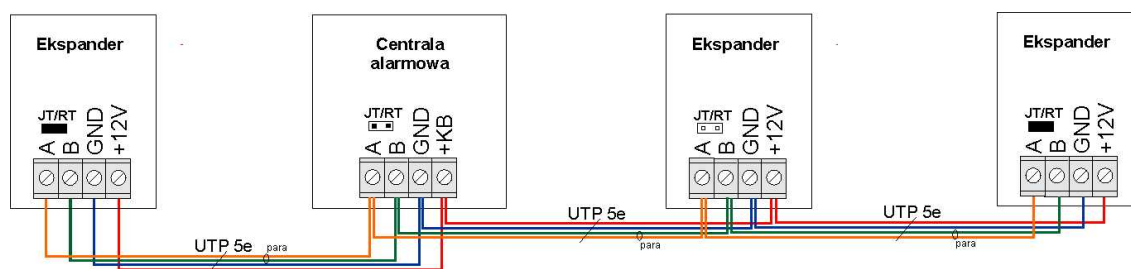 Ekspander
JT/RT
A
B
GND
+12V
Centrala
alarmowa
JT/RT
A
B
GND
+KB
Ekspander
JT/RT
A
B
GND
+12V
Ekspander
JT/RT
A
B
GND
+12V
UTP 5e
para
UTP 5e
para
UTP 5e
para